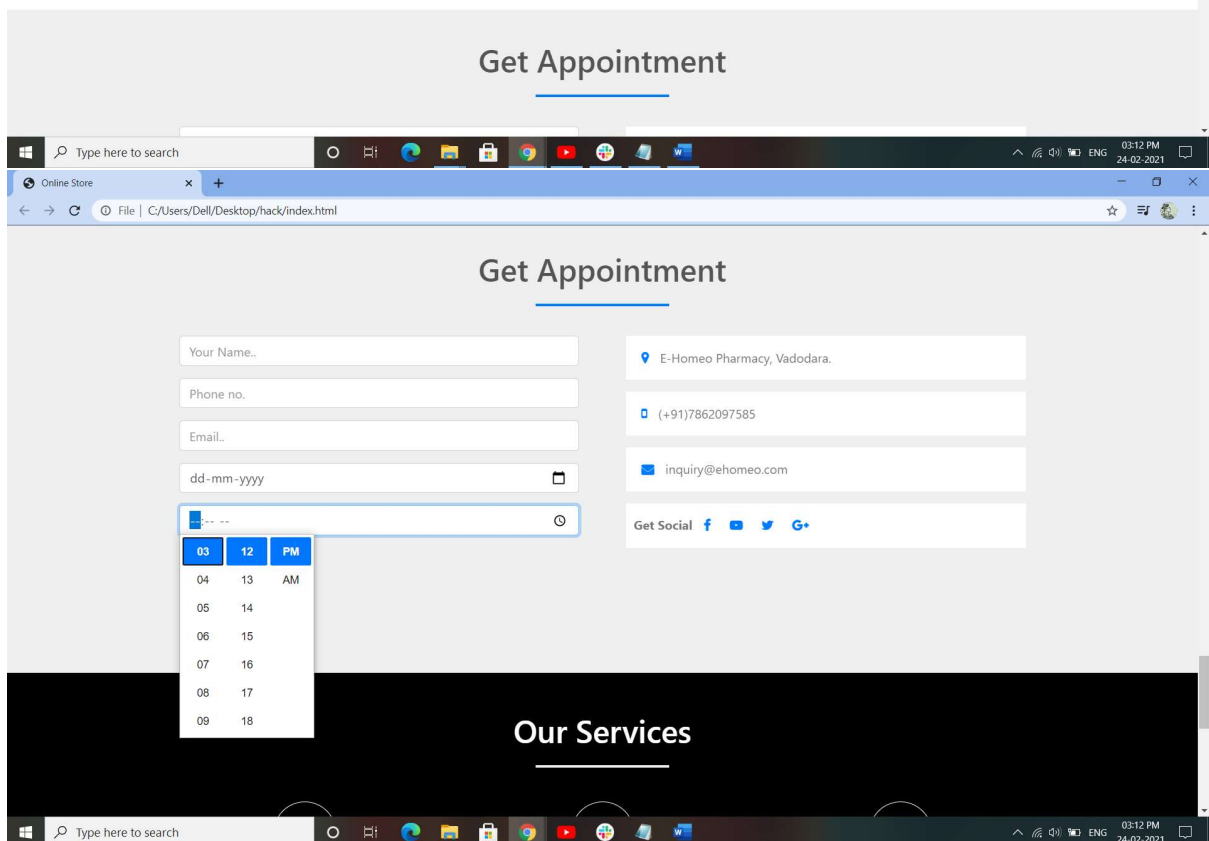 Get Appointment
Type here to search
ENG
03:12 PM
24-02-2021
Online Store
File | C:/Users/Dell/Desktop/hack/index.html
Get Appointment
Your Name..
Phone no.
Email..
dd-mm-yyyy
--:-- --
03 12 PM
04 13 AM
05 14
06 15
07 16
08 17
09 18
E-Homeo Pharmacy, Vadodara.
(+91)7862097585
inquiry@ehomeo.com
Get Social
Our Services
Type here to search
ENG
03:12 PM
24-02-2021